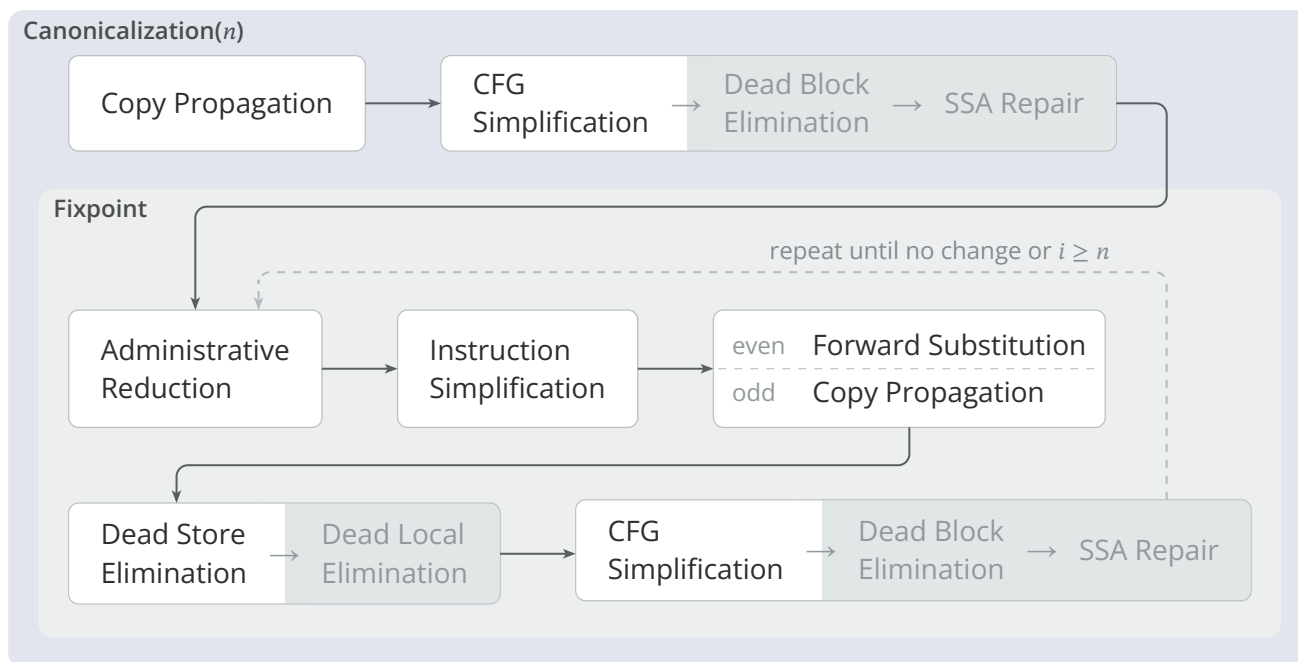 Canonicalization(n)
Copy Propagation
CFG
Simplification
→
Dead Block
Elimination
→
SSA Repair
Fixpoint
repeat until no change or i ≥ n
Administrative
Reduction
Instruction
Simplification
even Forward Substitution
odd Copy Propagation
Dead Store
Elimination
→
Dead Local
Elimination
CFG
Simplification
→
Dead Block
Elimination
→
SSA Repair